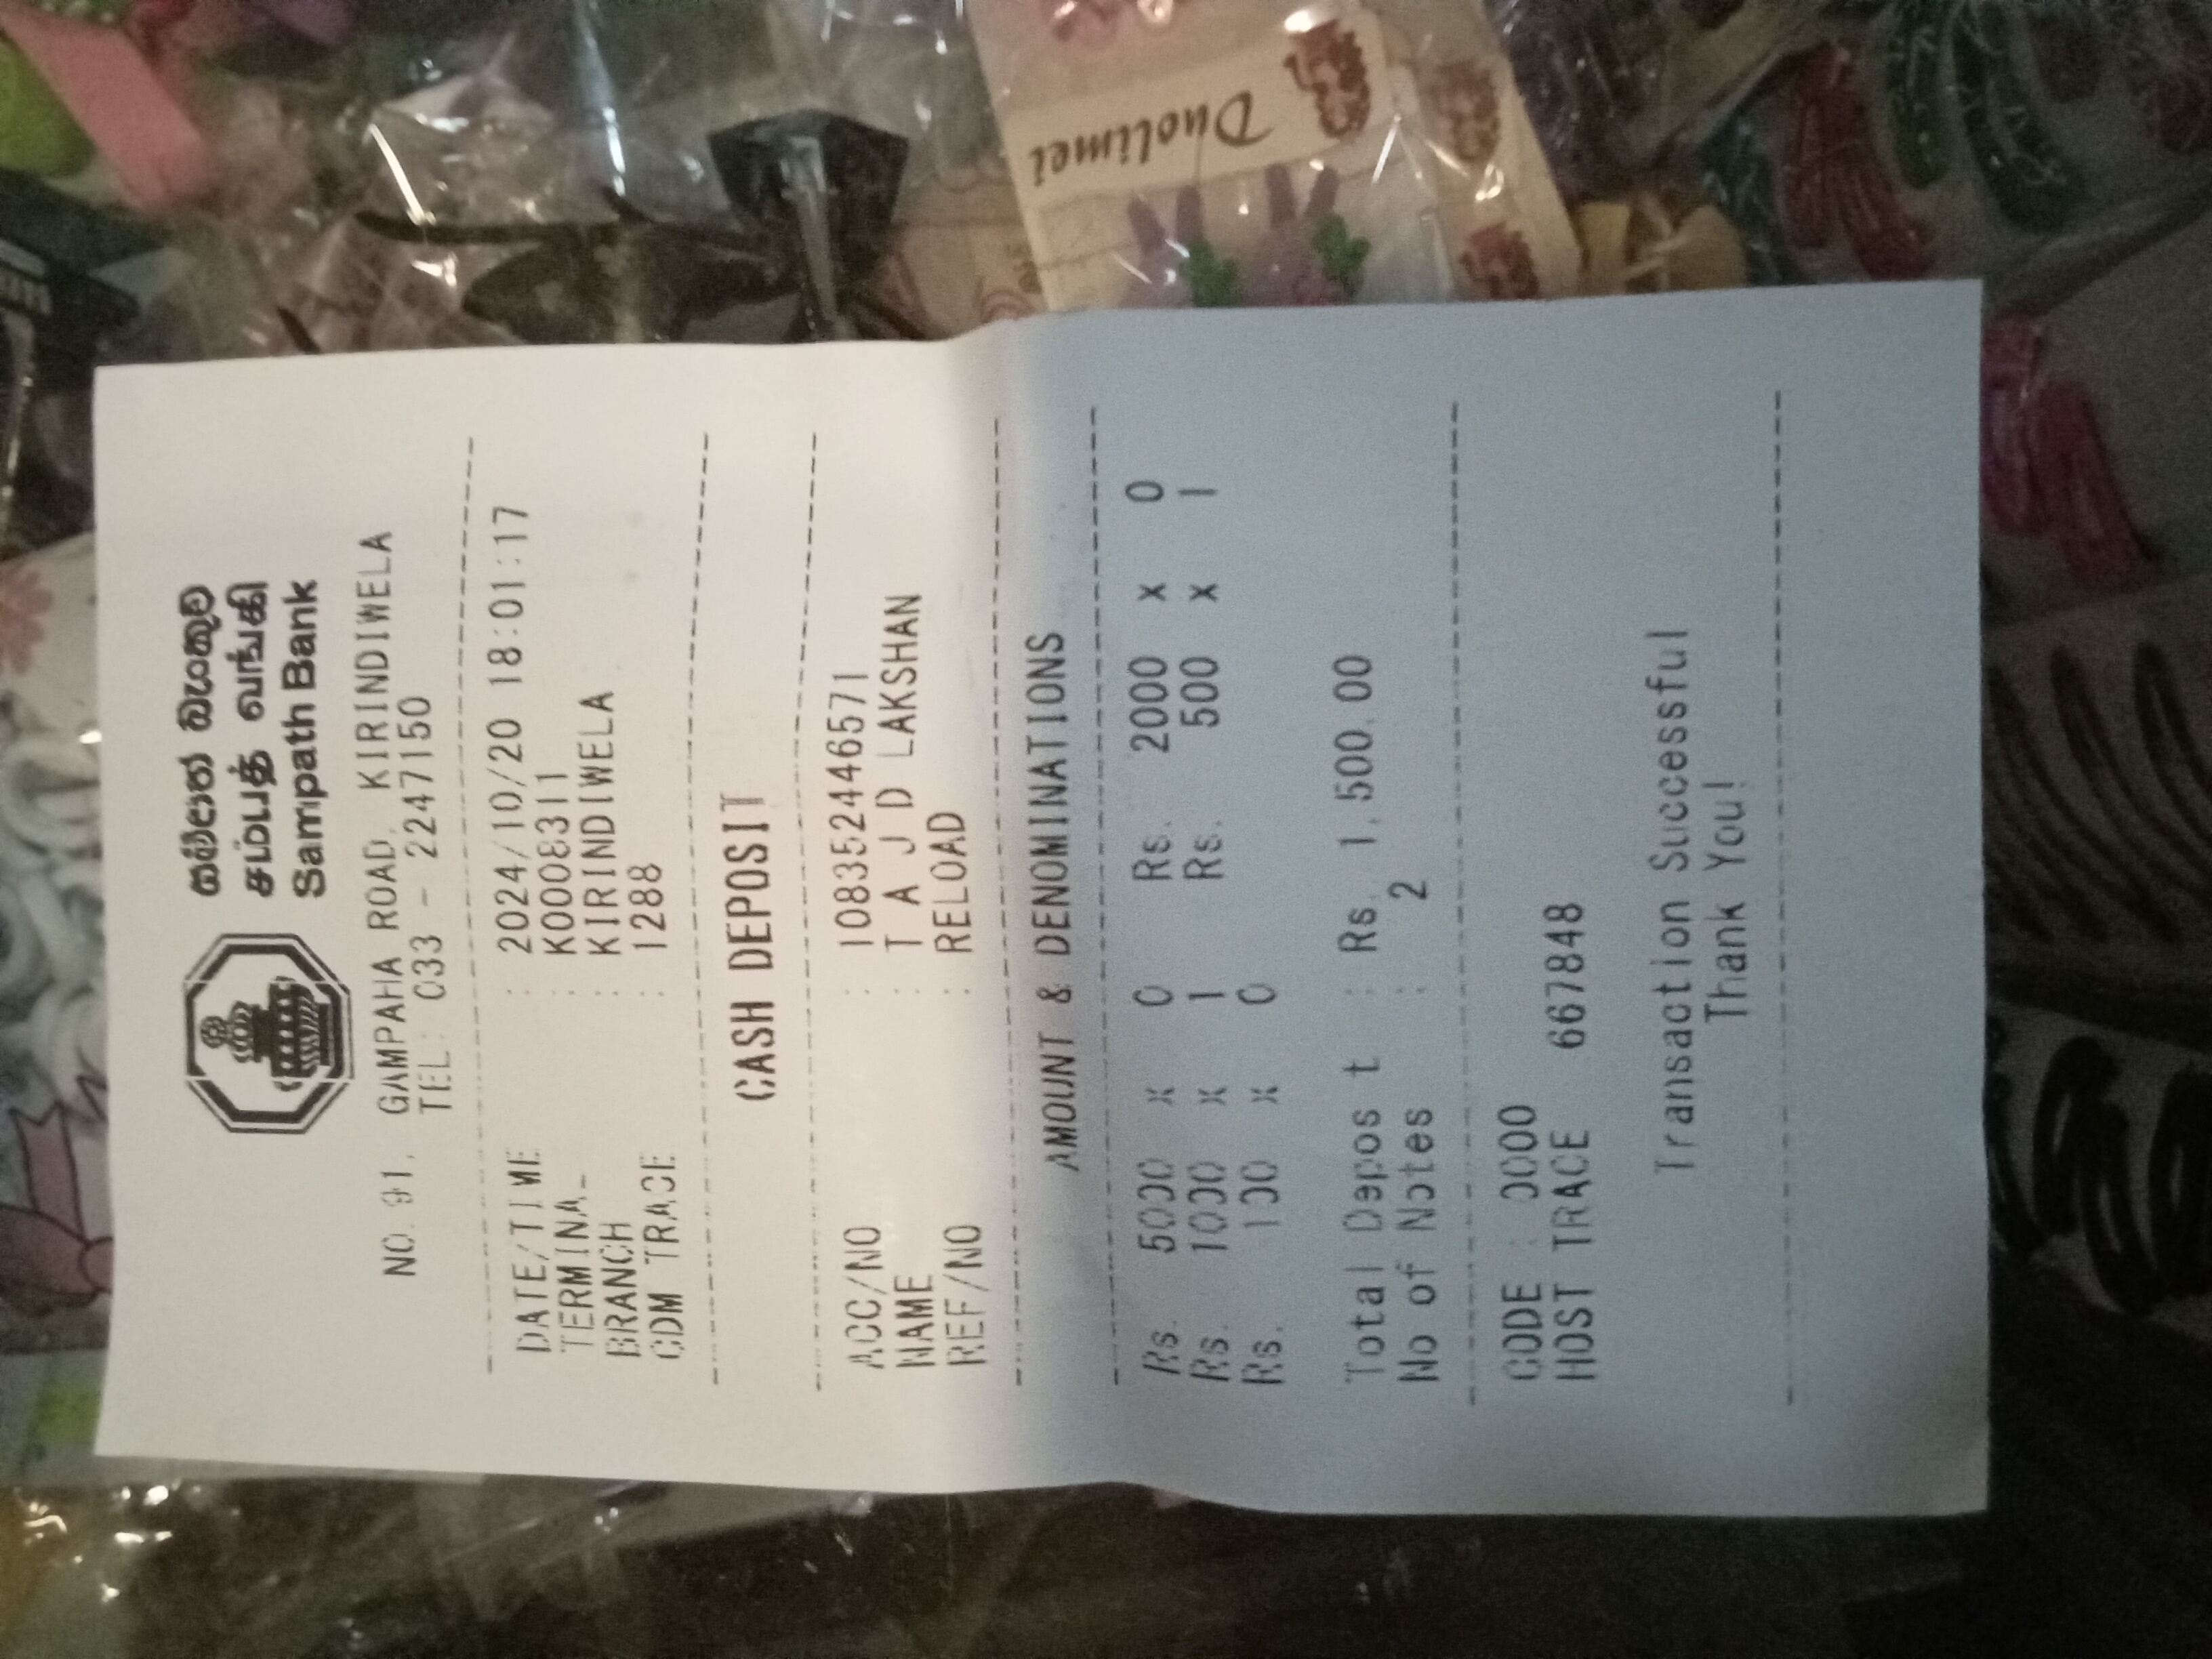 සම්පත් බැංකුව
சம்பத் வங்கி
Sampath Bank
NO. 91, GAMPAHA ROAD, KIRINDIWELA
TEL: 033 - 2247150
DATE/TIME : 2024/10/20 18:01:17
TERMINAL : K0008311
BRANCH : KIRINDIWELA
CDM TRACE : 1288
CASH DEPOSIT
ACC/NO : 108352446571
NAME : T A J D LAKSHAN
REF/NO : RELOAD
AMOUNT & DENOMINATIONS
Rs. 5000 x 0 Rs. 2000 x 0
Rs. 1000 x 1 Rs. 500 x 1
Rs. 100 x 0
Total Deposit : Rs. 1,500.00
No of Notes : 2
CODE : 0000
HOST TRACE 667848
Transaction Successful
Thank You!
Duolimei